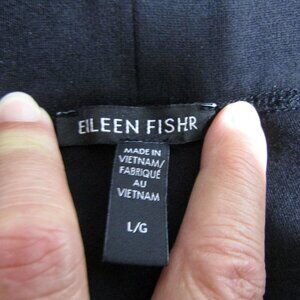 EILEEN FISHR
MADE IN
VIETNAM/
FABRIQUÉ
AU
VIETNAM
L/G